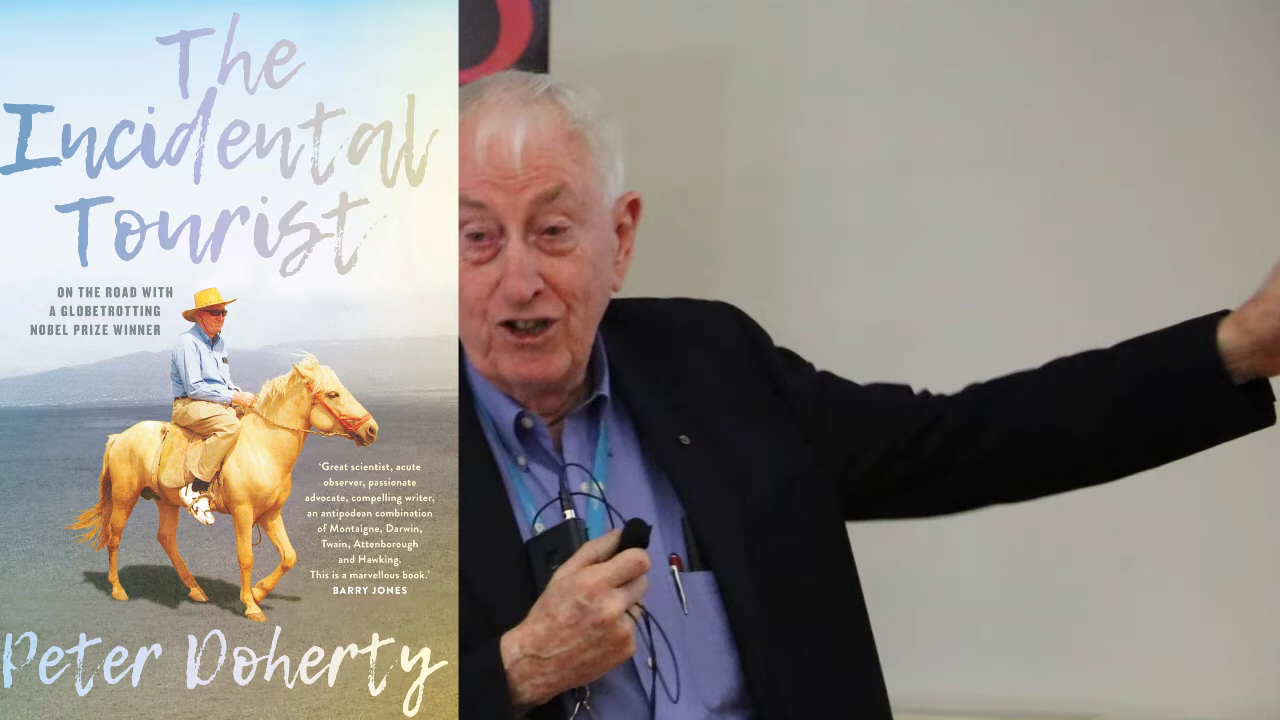 The
Incidental
Tourist
ON THE ROAD WITH
A GLOBETROTTING
NOBEL PRIZE WINNER
‘Great scientist, acute
observer, passionate
advocate, compelling writer,
an antipodean combination
of Montaigne, Darwin,
Twain, Attenborough
and Hawking.
This is a marvellous book.’
BARRY JONES
Peter Doherty